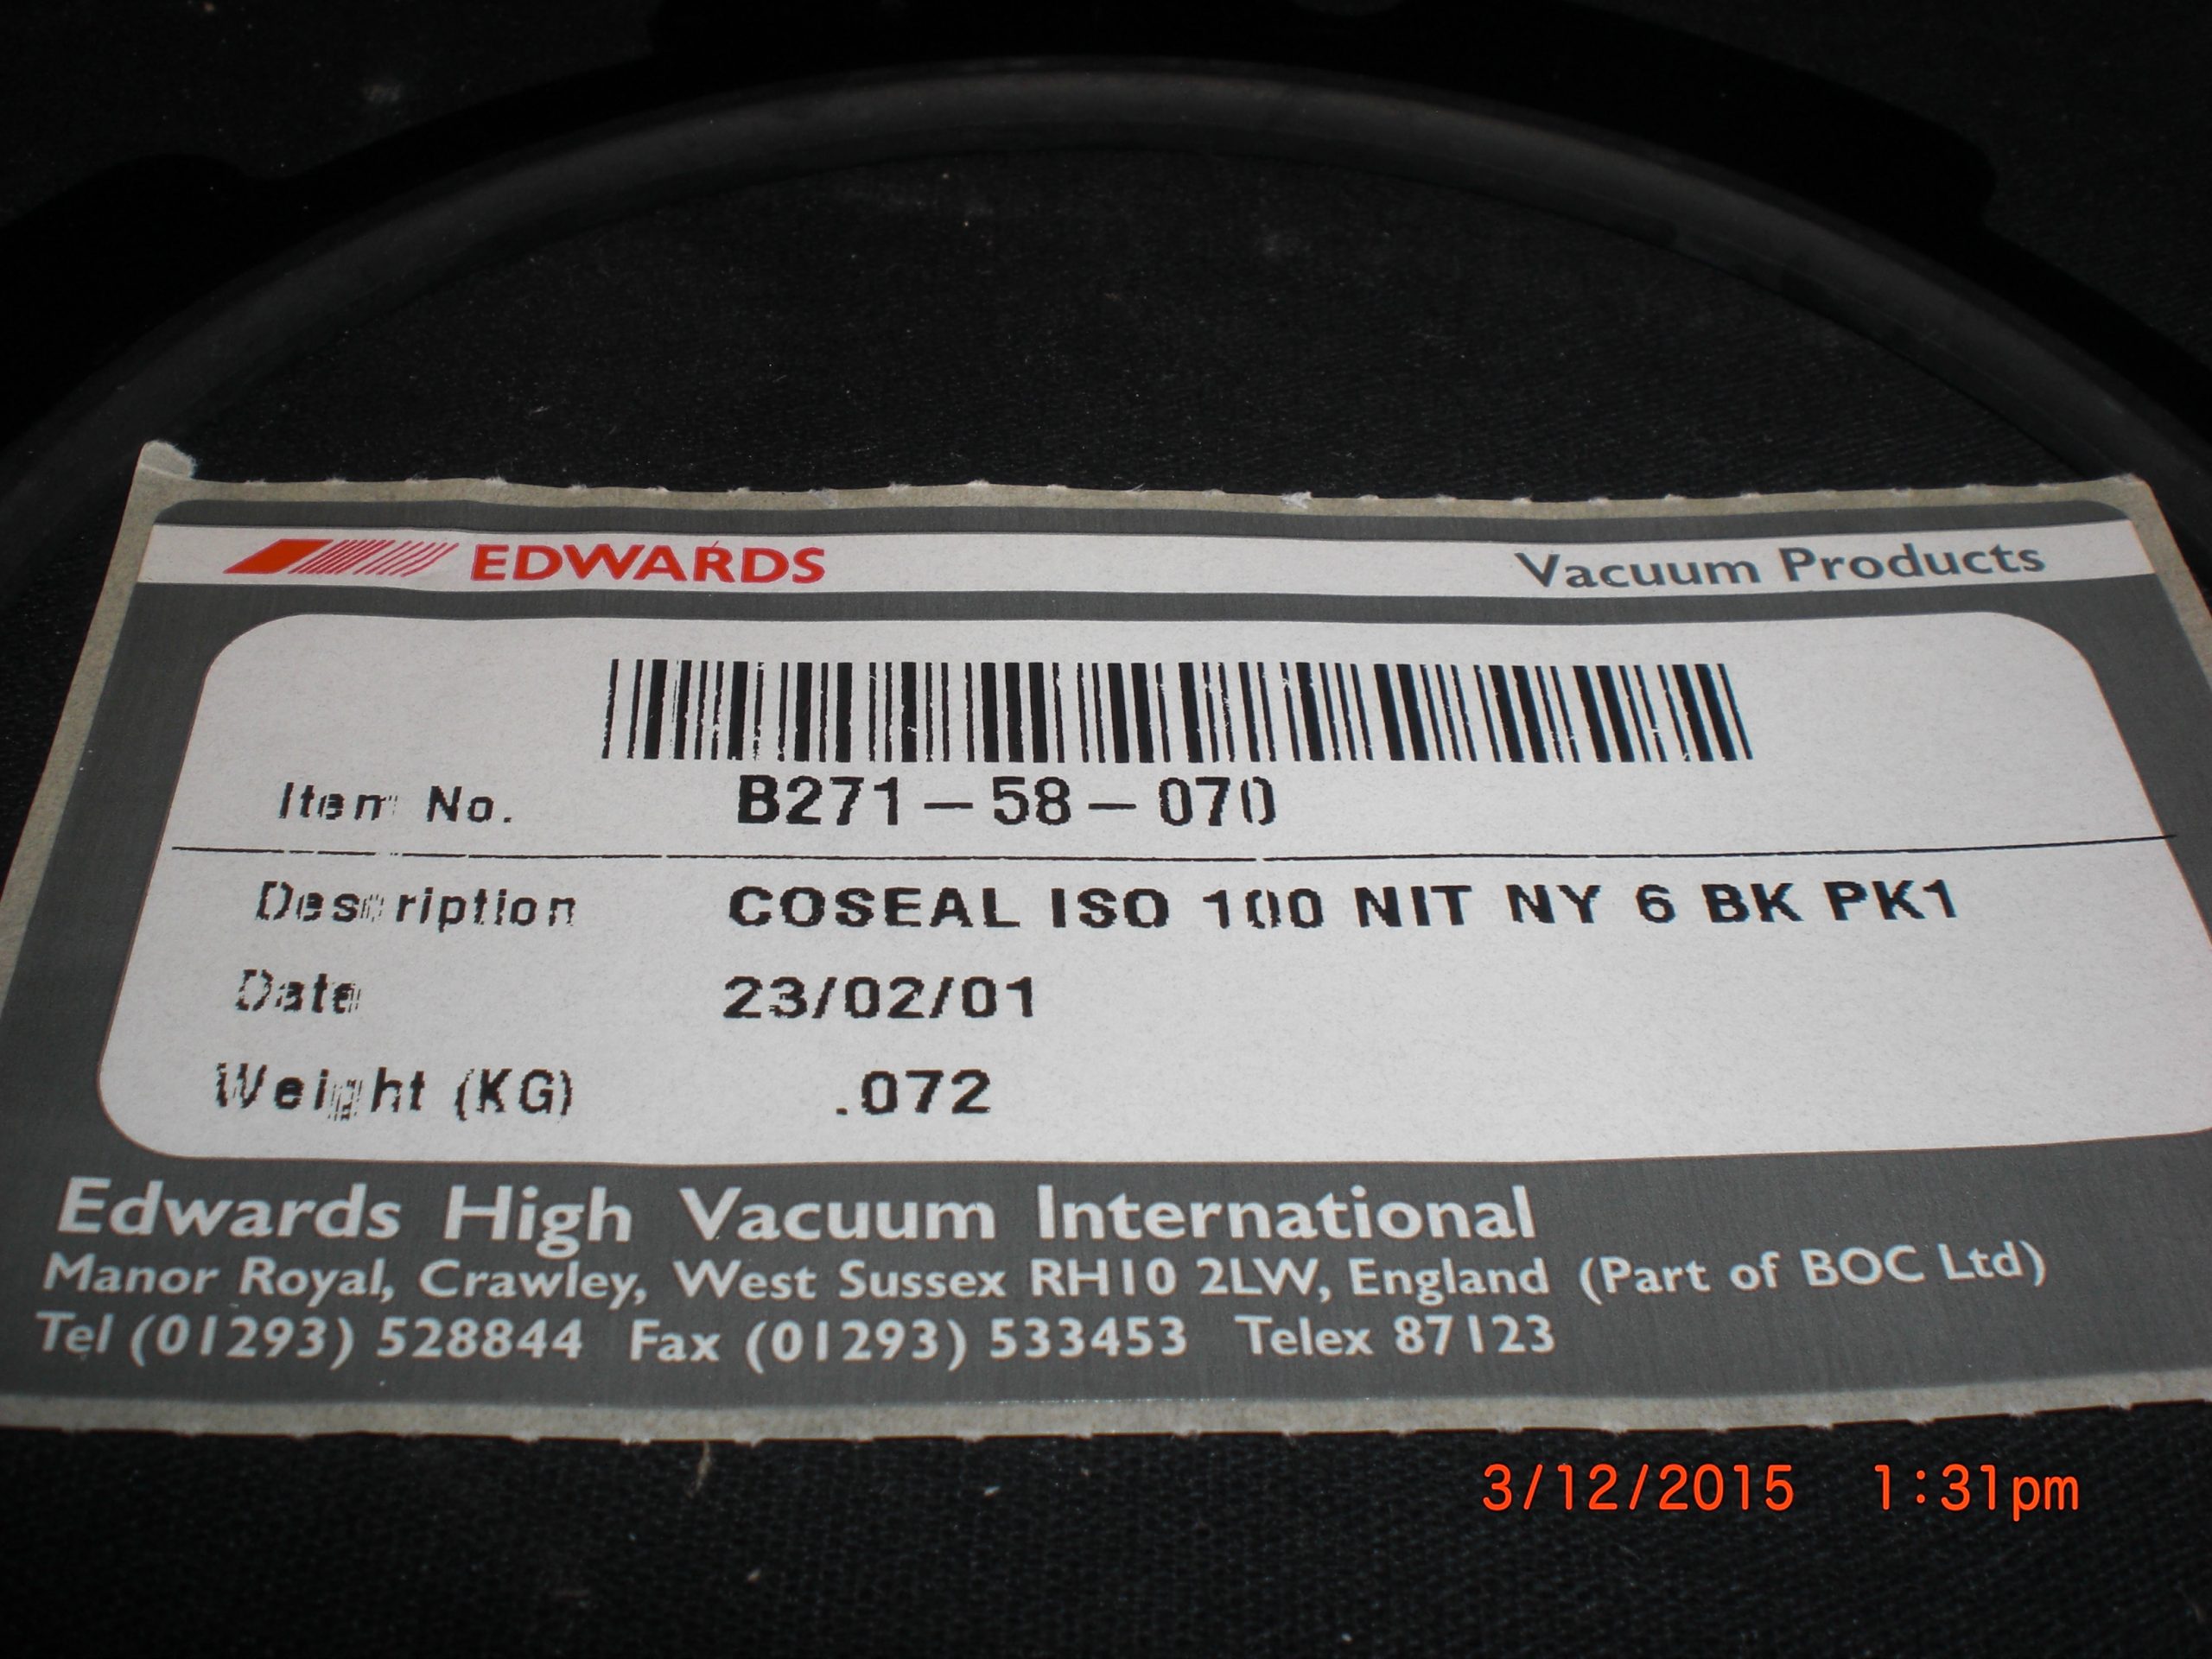 EDWARDS Vacuum Products
Item No. B271-58-070
Description COSEAL ISO 100 NIT NY 6 BK PK1
Date 23/02/01
Weight (KG) .072
Edwards High Vacuum International
Manor Royal, Crawley, West Sussex RH10 2LW, England (Part of BOC Ltd)
Tel (01293) 528844 Fax (01293) 533453 Telex 87123
3/12/2015 1:31pm